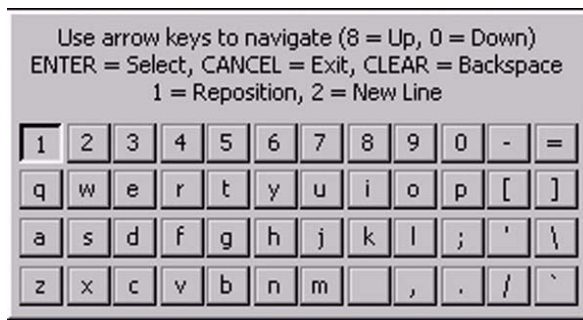 Use arrow keys to navigate (8 = Up, 0 = Down)
ENTER = Select, CANCEL = Exit, CLEAR = Backspace
1 = Reposition, 2 = New Line
1 2 3 4 5 6 7 8 9 0 - =
q w e r t y u i o p [ ]
a s d f g h j k l ; ' \
z x c v b n m , . / `